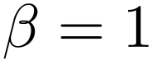 β = 1